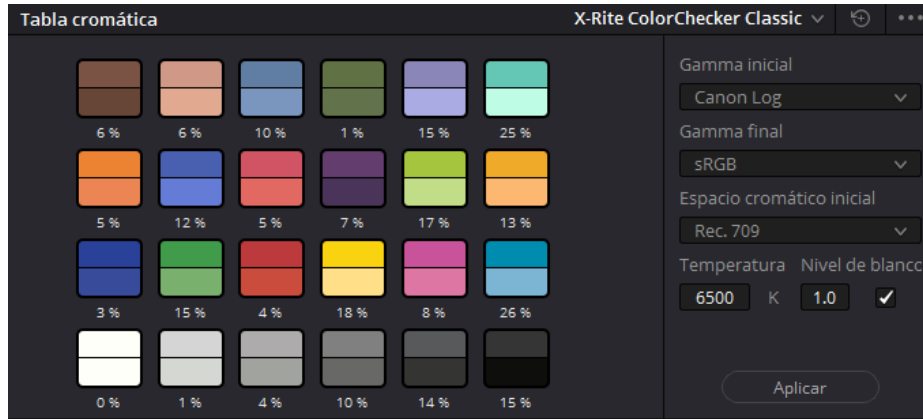 Tabla cromática
X-Rite ColorChecker Classic
6 % 6 % 10 % 1 % 15 % 25 %
5 % 12 % 5 % 7 % 17 % 13 %
3 % 15 % 4 % 18 % 8 % 26 %
0 % 1 % 4 % 10 % 14 % 15 %
Gamma inicial
Canon Log
Gamma final
sRGB
Espacio cromático inicial
Rec. 709
Temperatura Nivel de blanco
6500 K 1.0
Aplicar